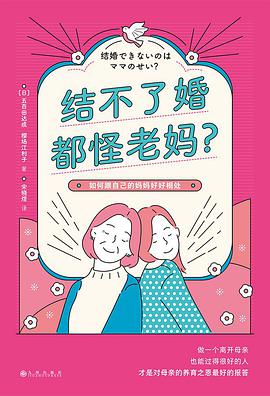 結婚できないのは
ママのせい?
结不了婚
都怪老妈?
如何跟自己的妈妈好好相处
[日] 五百田达成 樱场江利子 著
宋晓煜 译
做一个离开母亲
也能过得很好的人
才是对母亲的养育之恩最好的报答
九州出版社